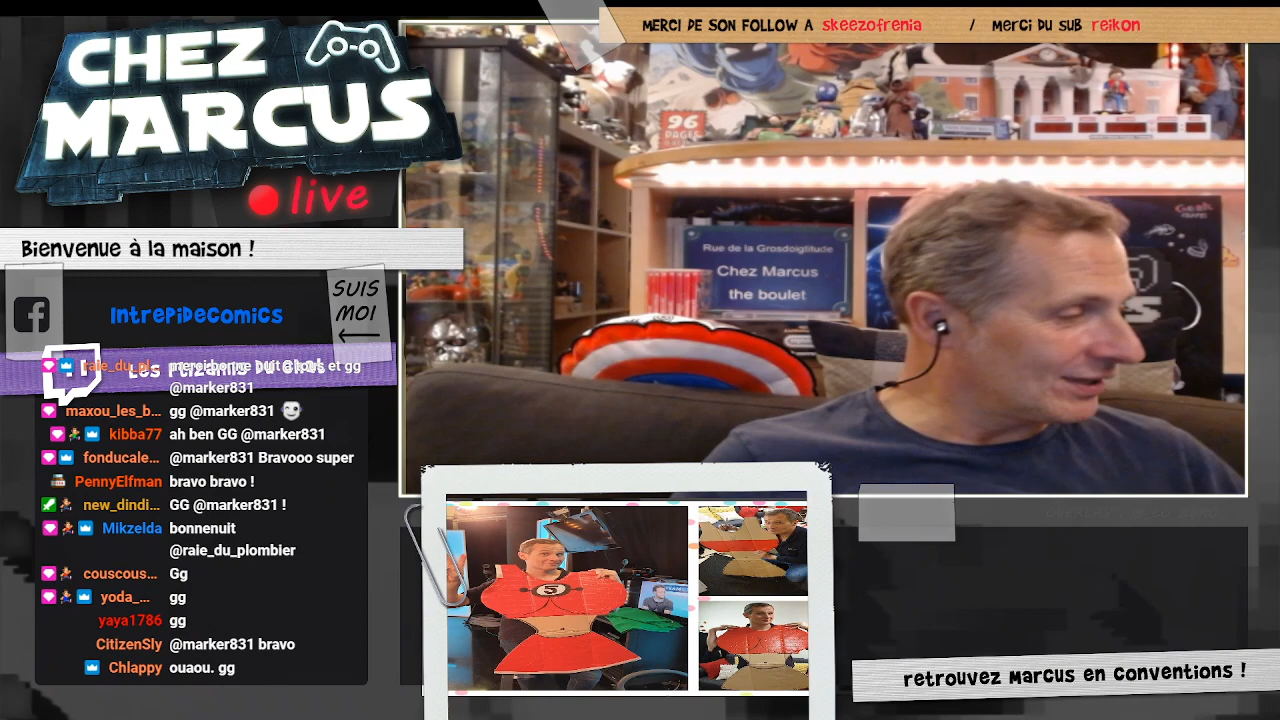 MERCI DE SON FOLLOW A skeezofrenia / Merci du sub reikon
CHEZ
MARCUS
live
Bienvenue à la maison !
IntrepideComics
SUIS
MOI
96
PAGES
Rue de la Grosdoigtitude
Chez Marcus
the boulet
Geek
raie_du_pl...
@marker831
maxou_les_b... gg @marker831
kibba77 ah ben GG @marker831
fonducale... @marker831 Bravooo super
PennyElfman bravo bravo !
new_dindi... GG @marker831 !
Mikzelda bonnenuit
@raie_du_plombier
couscous... Gg
yoda_... gg
yaya1786 gg
CitizenSly @marker831 bravo
Chlappy ouaou. gg
5
retrouvez Marcus en conventions !